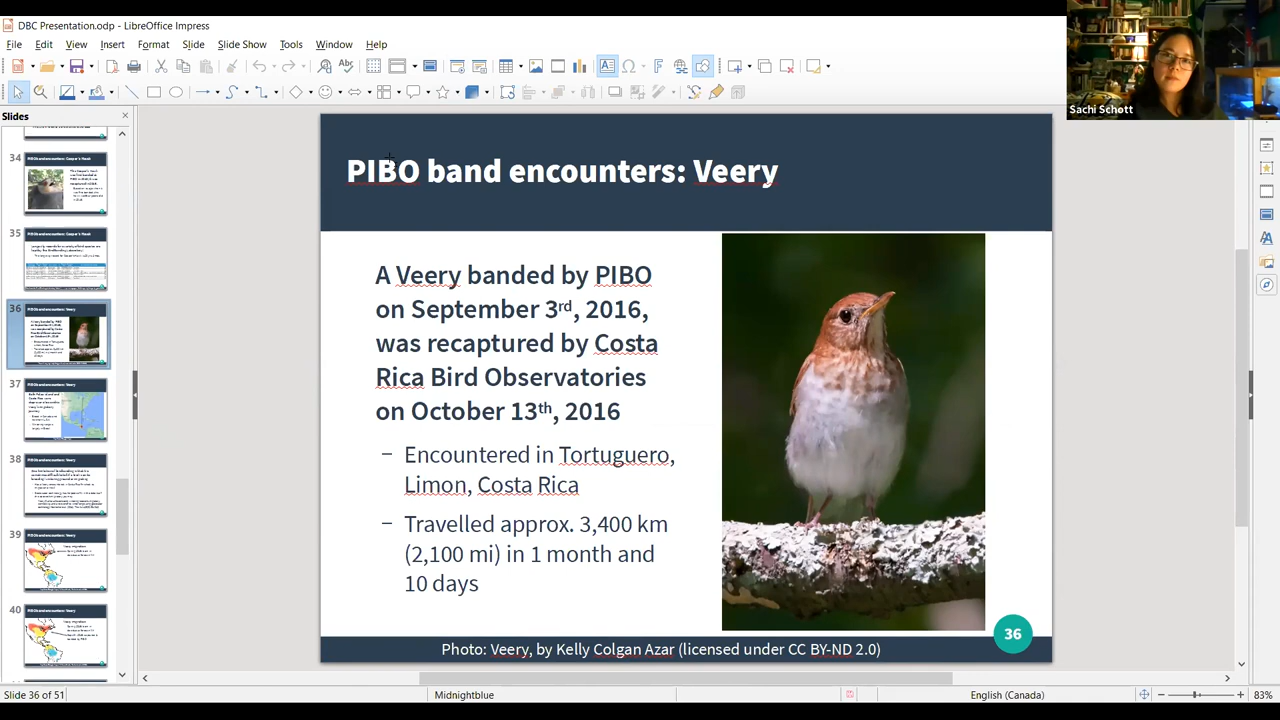 DBC Presentation.odp - LibreOffice Impress
File Edit View Insert Format Slide Slide Show Tools Window Help
Sachi Schott
Slides
34
35
36
37
38
39
40
PIBO band encounters: Veery
A Veery banded by PIBO
on September 3rd, 2016,
was recaptured by Costa
Rica Bird Observatories
on October 13th, 2016
– Encountered in Tortuguero,
Limon, Costa Rica
– Travelled approx. 3,400 km
(2,100 mi) in 1 month and
10 days
36
Photo: Veery, by Kelly Colgan Azar (licensed under CC BY-ND 2.0)
Slide 36 of 51 Midnightblue English (Canada) 83%